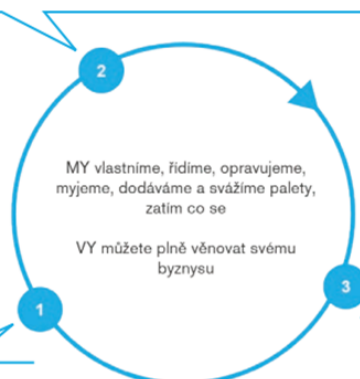 2
MY vlastníme, řídíme, opravujeme,
myjeme, dodáváme a svážíme palety,
zatím co se
VY můžete plně věnovat svému
byznysu
3
1